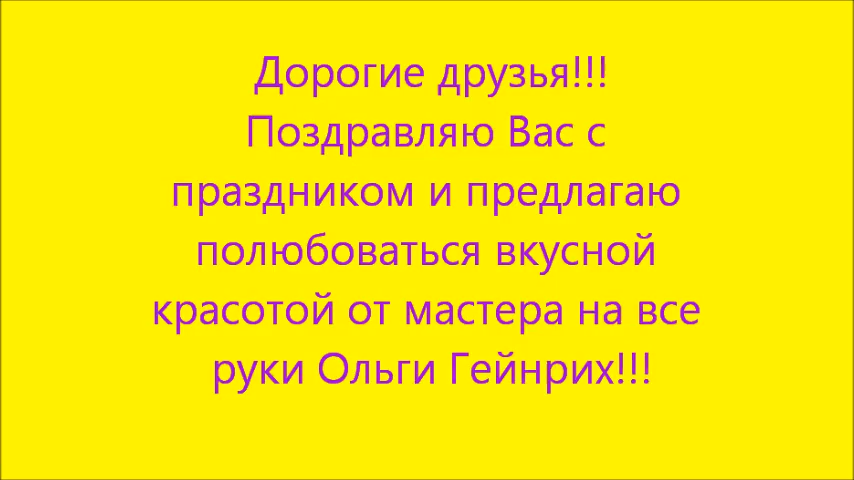 Дорогие друзья!!!
Поздравляю Вас с
праздником и предлагаю
полюбоваться вкусной
красотой от мастера на все
руки Ольги Гейнрих!!!